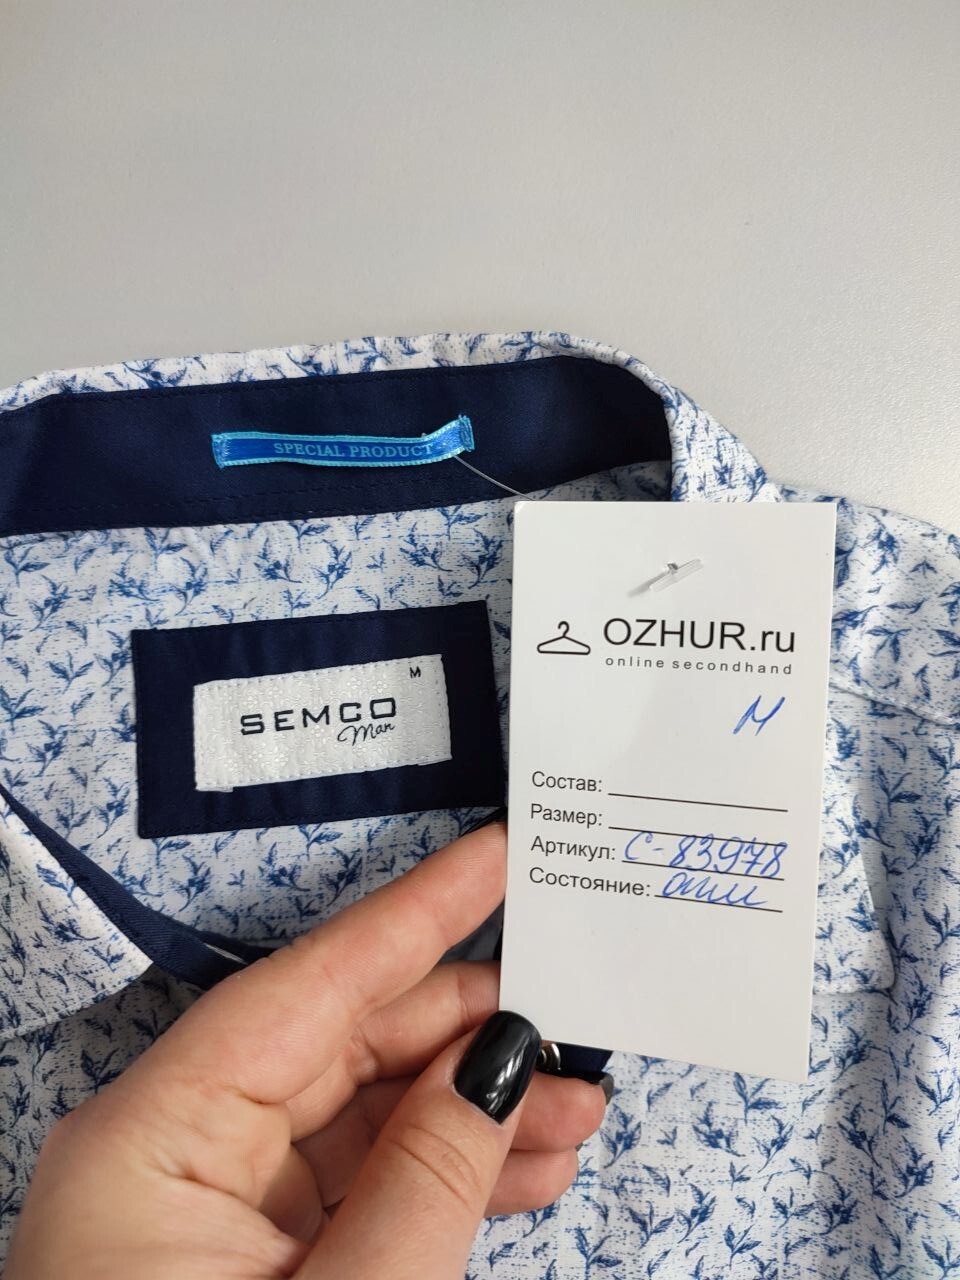 SPECIAL PRODUCT
M
SEMCO
Man
OZHUR.ru
online secondhand
M
Состав:
Размер:
Артикул: С-83978
Состояние: отл